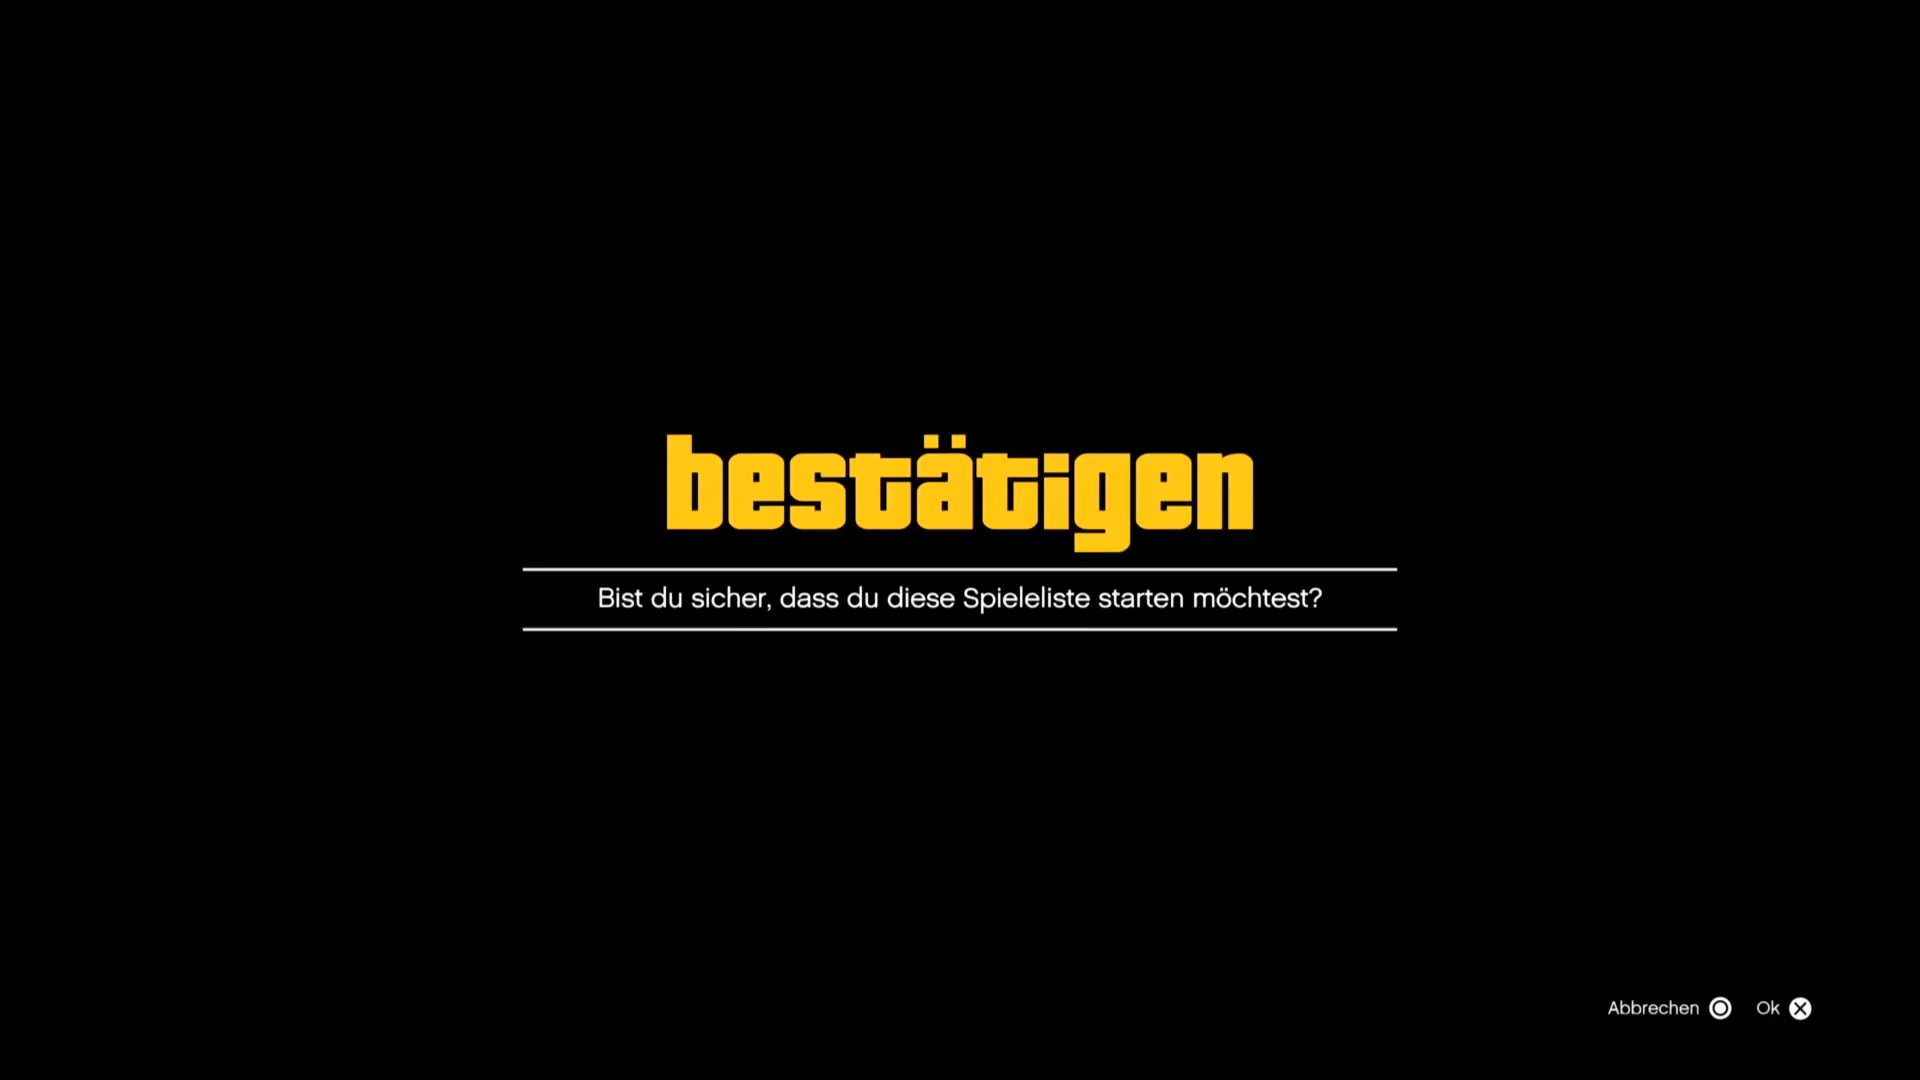 bestätigen
Bist du sicher, dass du diese Spieleliste starten möchtest?
Abbrechen Ok